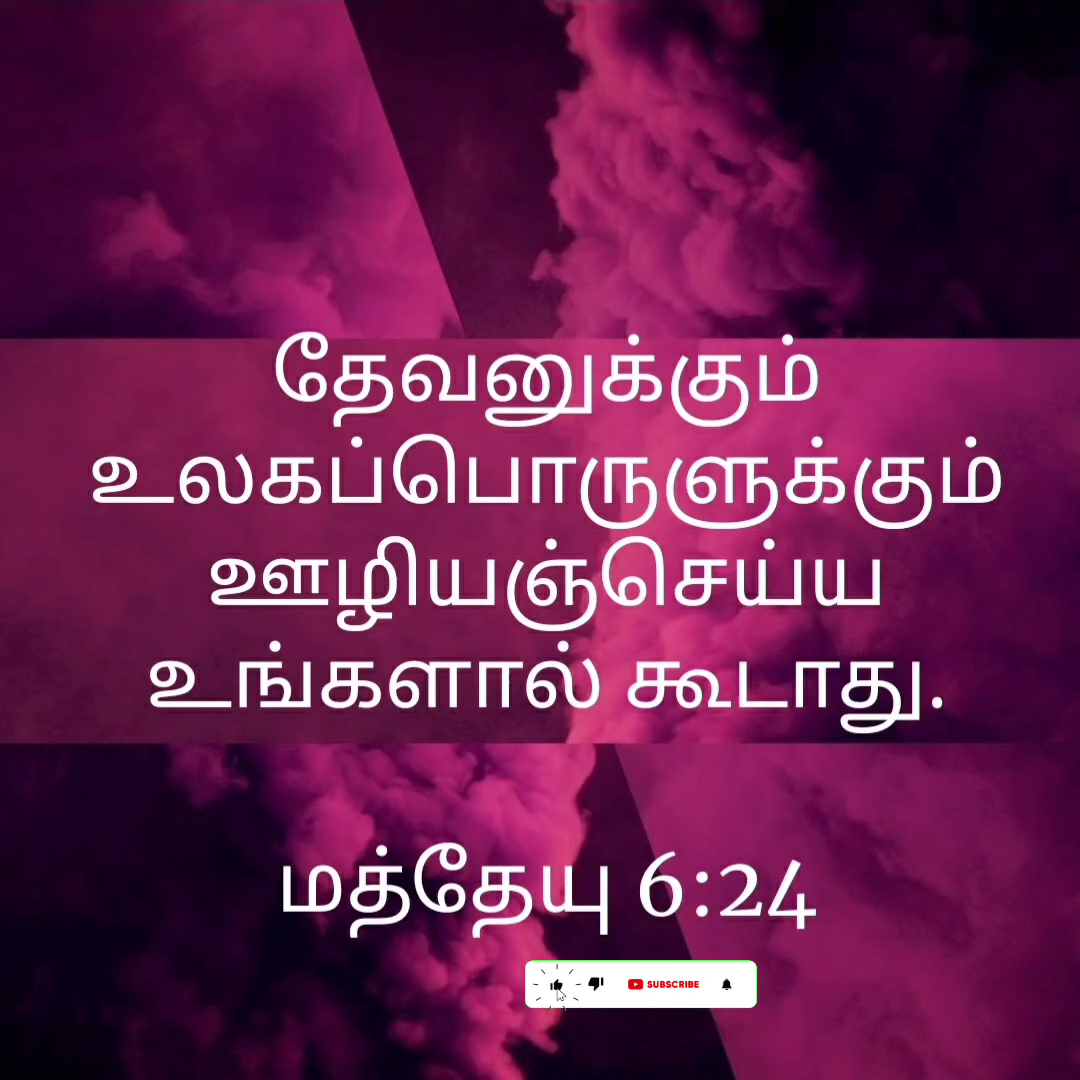 தேவனுக்கும்
உலகப்பொருளுக்கும்
ஊழியஞ்செய்ய
உங்களால் கூடாது.
மத்தேயு 6:24
SUBSCRIBE